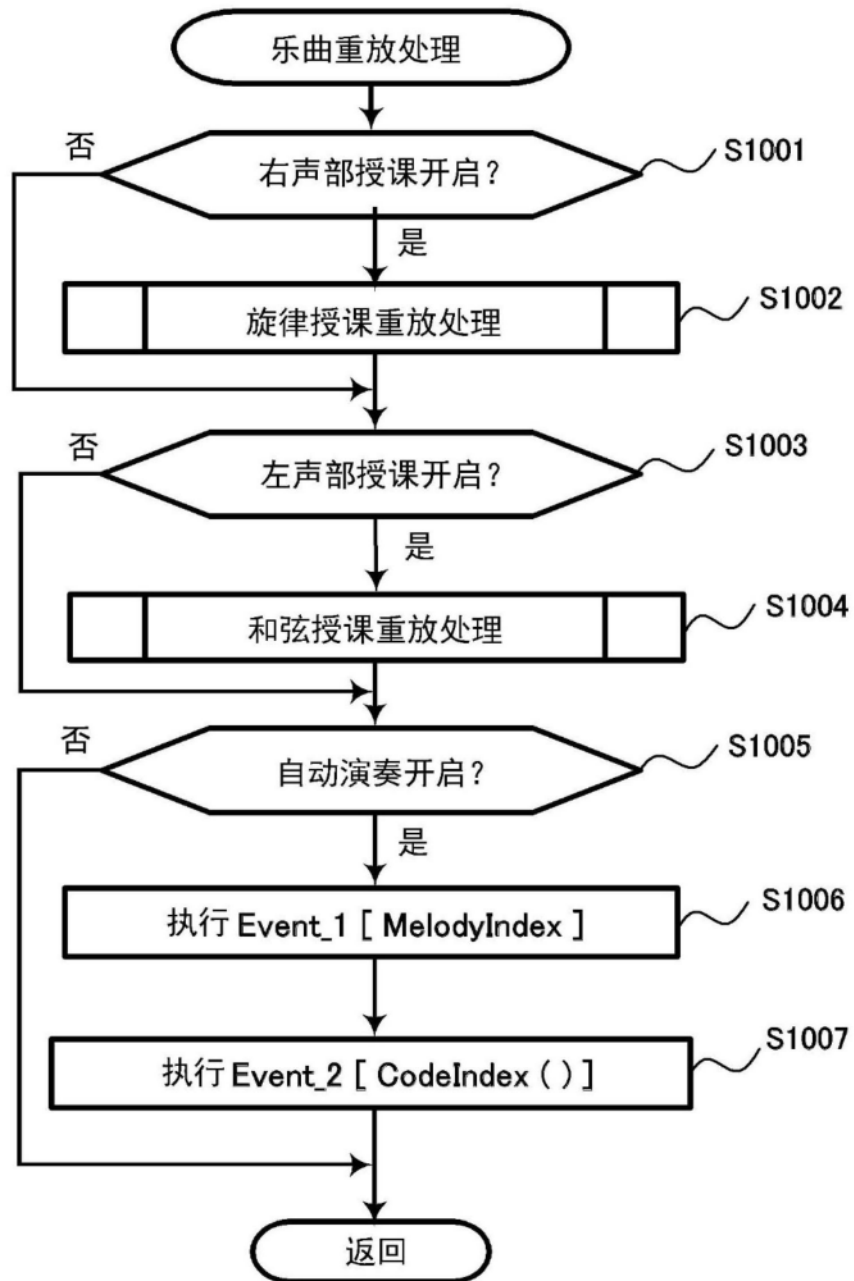 乐曲重放处理
否
右声部授课开启？
S1001
是
旋律授课重放处理
S1002
否
左声部授课开启？
S1003
是
和弦授课重放处理
S1004
否
自动演奏开启？
S1005
是
执行 Event_1 [ MelodyIndex ]
S1006
执行 Event_2 [ CodeIndex ( ) ]
S1007
返回